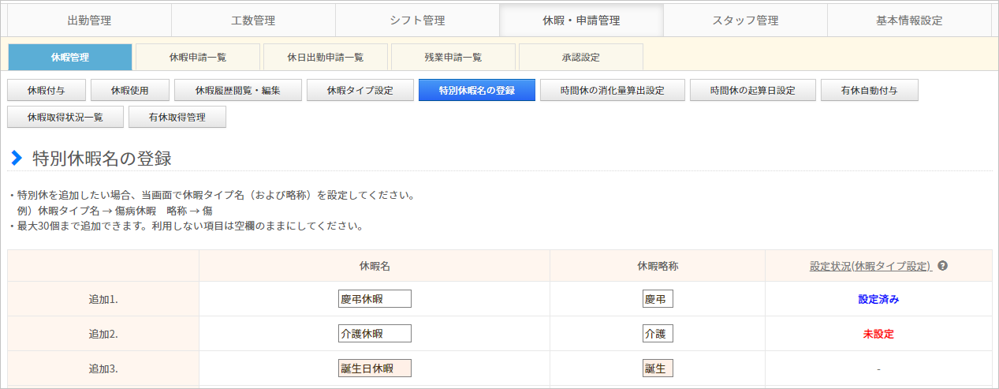 出勤管理 工数管理 シフト管理 休暇・申請管理 スタッフ管理 基本情報設定
休暇管理 休暇申請一覧 休日出勤申請一覧 残業申請一覧 承認設定
休暇付与 休暇使用 休暇履歴閲覧・編集 休暇タイプ設定 特別休暇名の登録 時間休の消化量算出設定 時間休の起算日設定 有休自動付与
休暇取得状況一覧 有休取得管理
特別休暇名の登録
・特別休を追加したい場合、当画面で休暇タイプ名（および略称）を設定してください。
例）休暇タイプ名 → 傷病休暇　略称 → 傷
・最大30個まで追加できます。利用しない項目は空欄のままにしてください。
休暇名 休暇略称 設定状況(休暇タイプ設定) ?
追加1. 慶弔休暇 慶弔 設定済み
追加2. 介護休暇 介護 未設定
追加3. 誕生日休暇 誕生 -